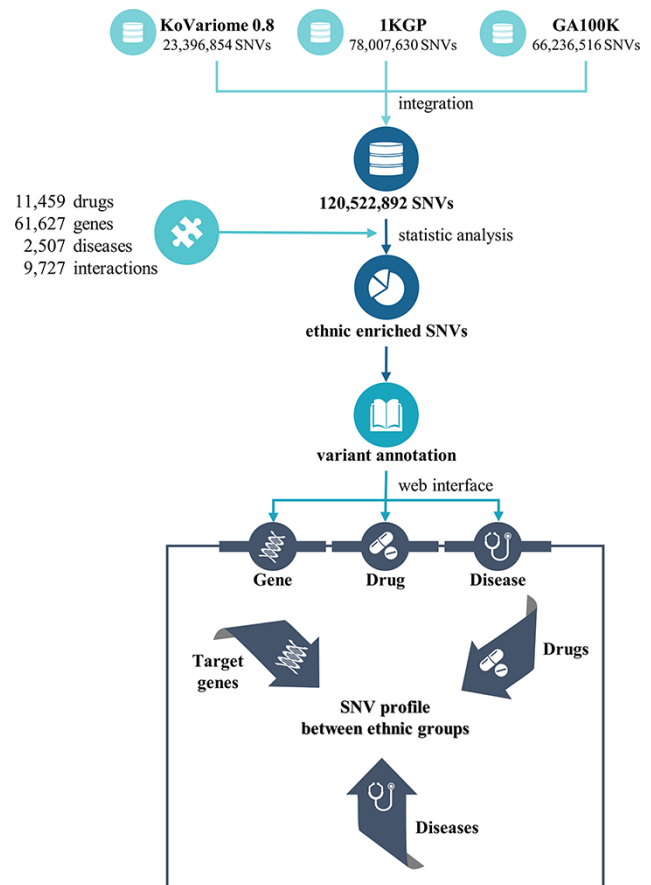 KoVariome 0.8
23,396,854 SNVs
1KGP
78,007,630 SNVs
GA100K
66,236,516 SNVs
integration
120,522,892 SNVs
11,459 drugs
61,627 genes
2,507 diseases
9,727 interactions
statistic analysis
ethnic enriched SNVs
variant annotation
web interface
Gene
Drug
Disease
Target
genes
Drugs
SNV profile
between ethnic groups
Diseases